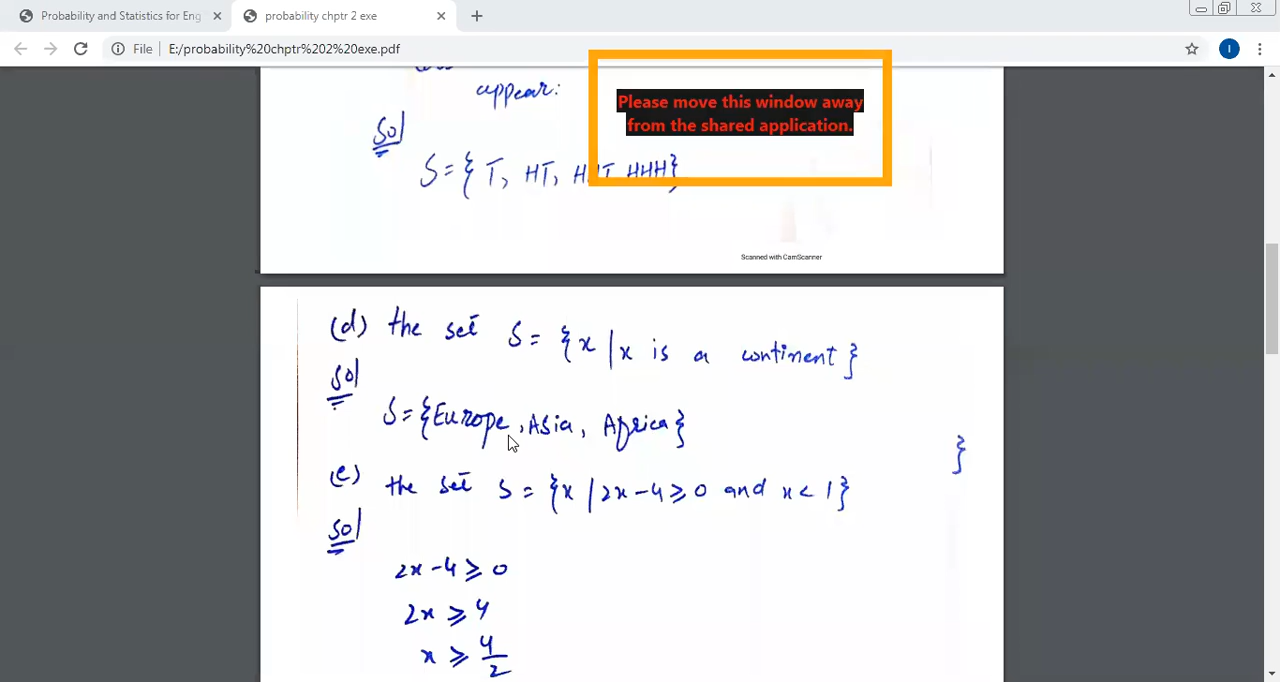 Probability and Statistics for Eng
probability chptr 2 exe
File
E:/probability%20chptr%202%20exe.pdf
I
appear:
Please move this window away
from the shared application.
Sol
S = { T, HT, HHH}
Scanned with CamScanner
(d) the set S = {x | x is a continent}
Sol
S = {Europe, Asia, Africa}
}
(e) the set S = {x | 2x - 4 ⩾ 0 and x < 1}
Sol
2x - 4 ⩾ 0
2x ⩾ 4
x ⩾ 4/2